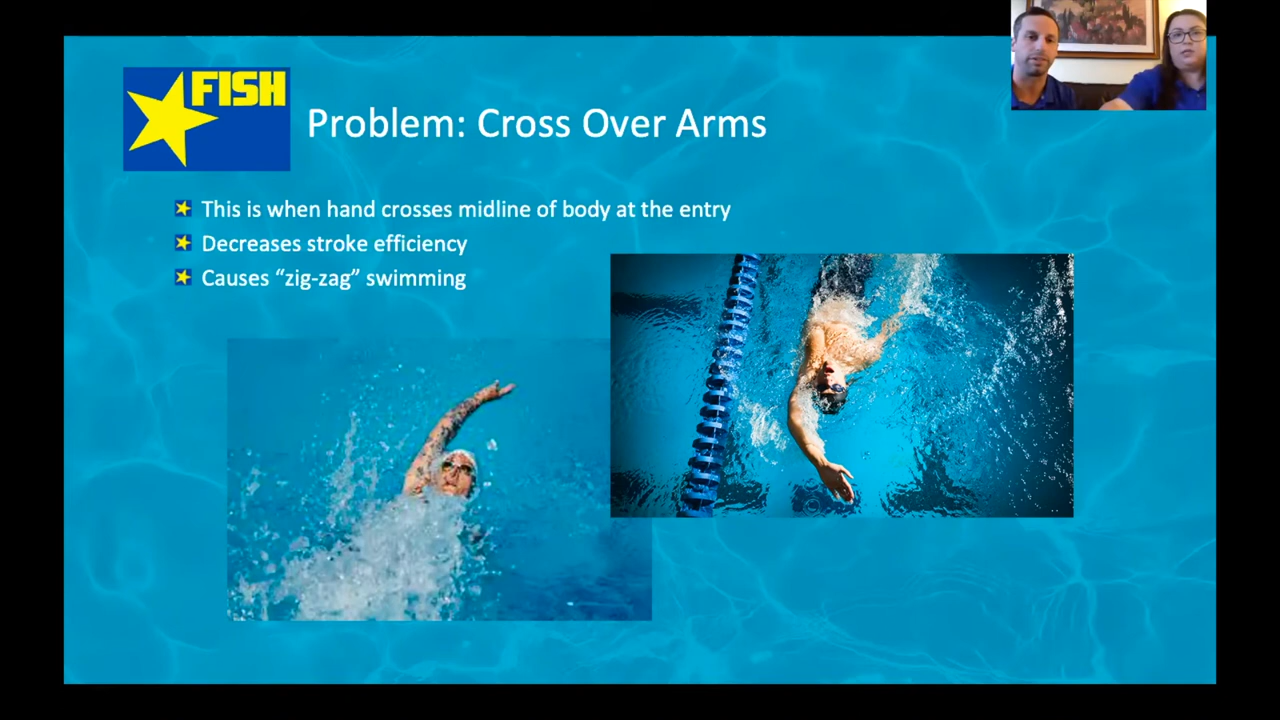 FISH
Problem: Cross Over Arms
This is when hand crosses midline of body at the entry
Decreases stroke efficiency
Causes “zig-zag” swimming